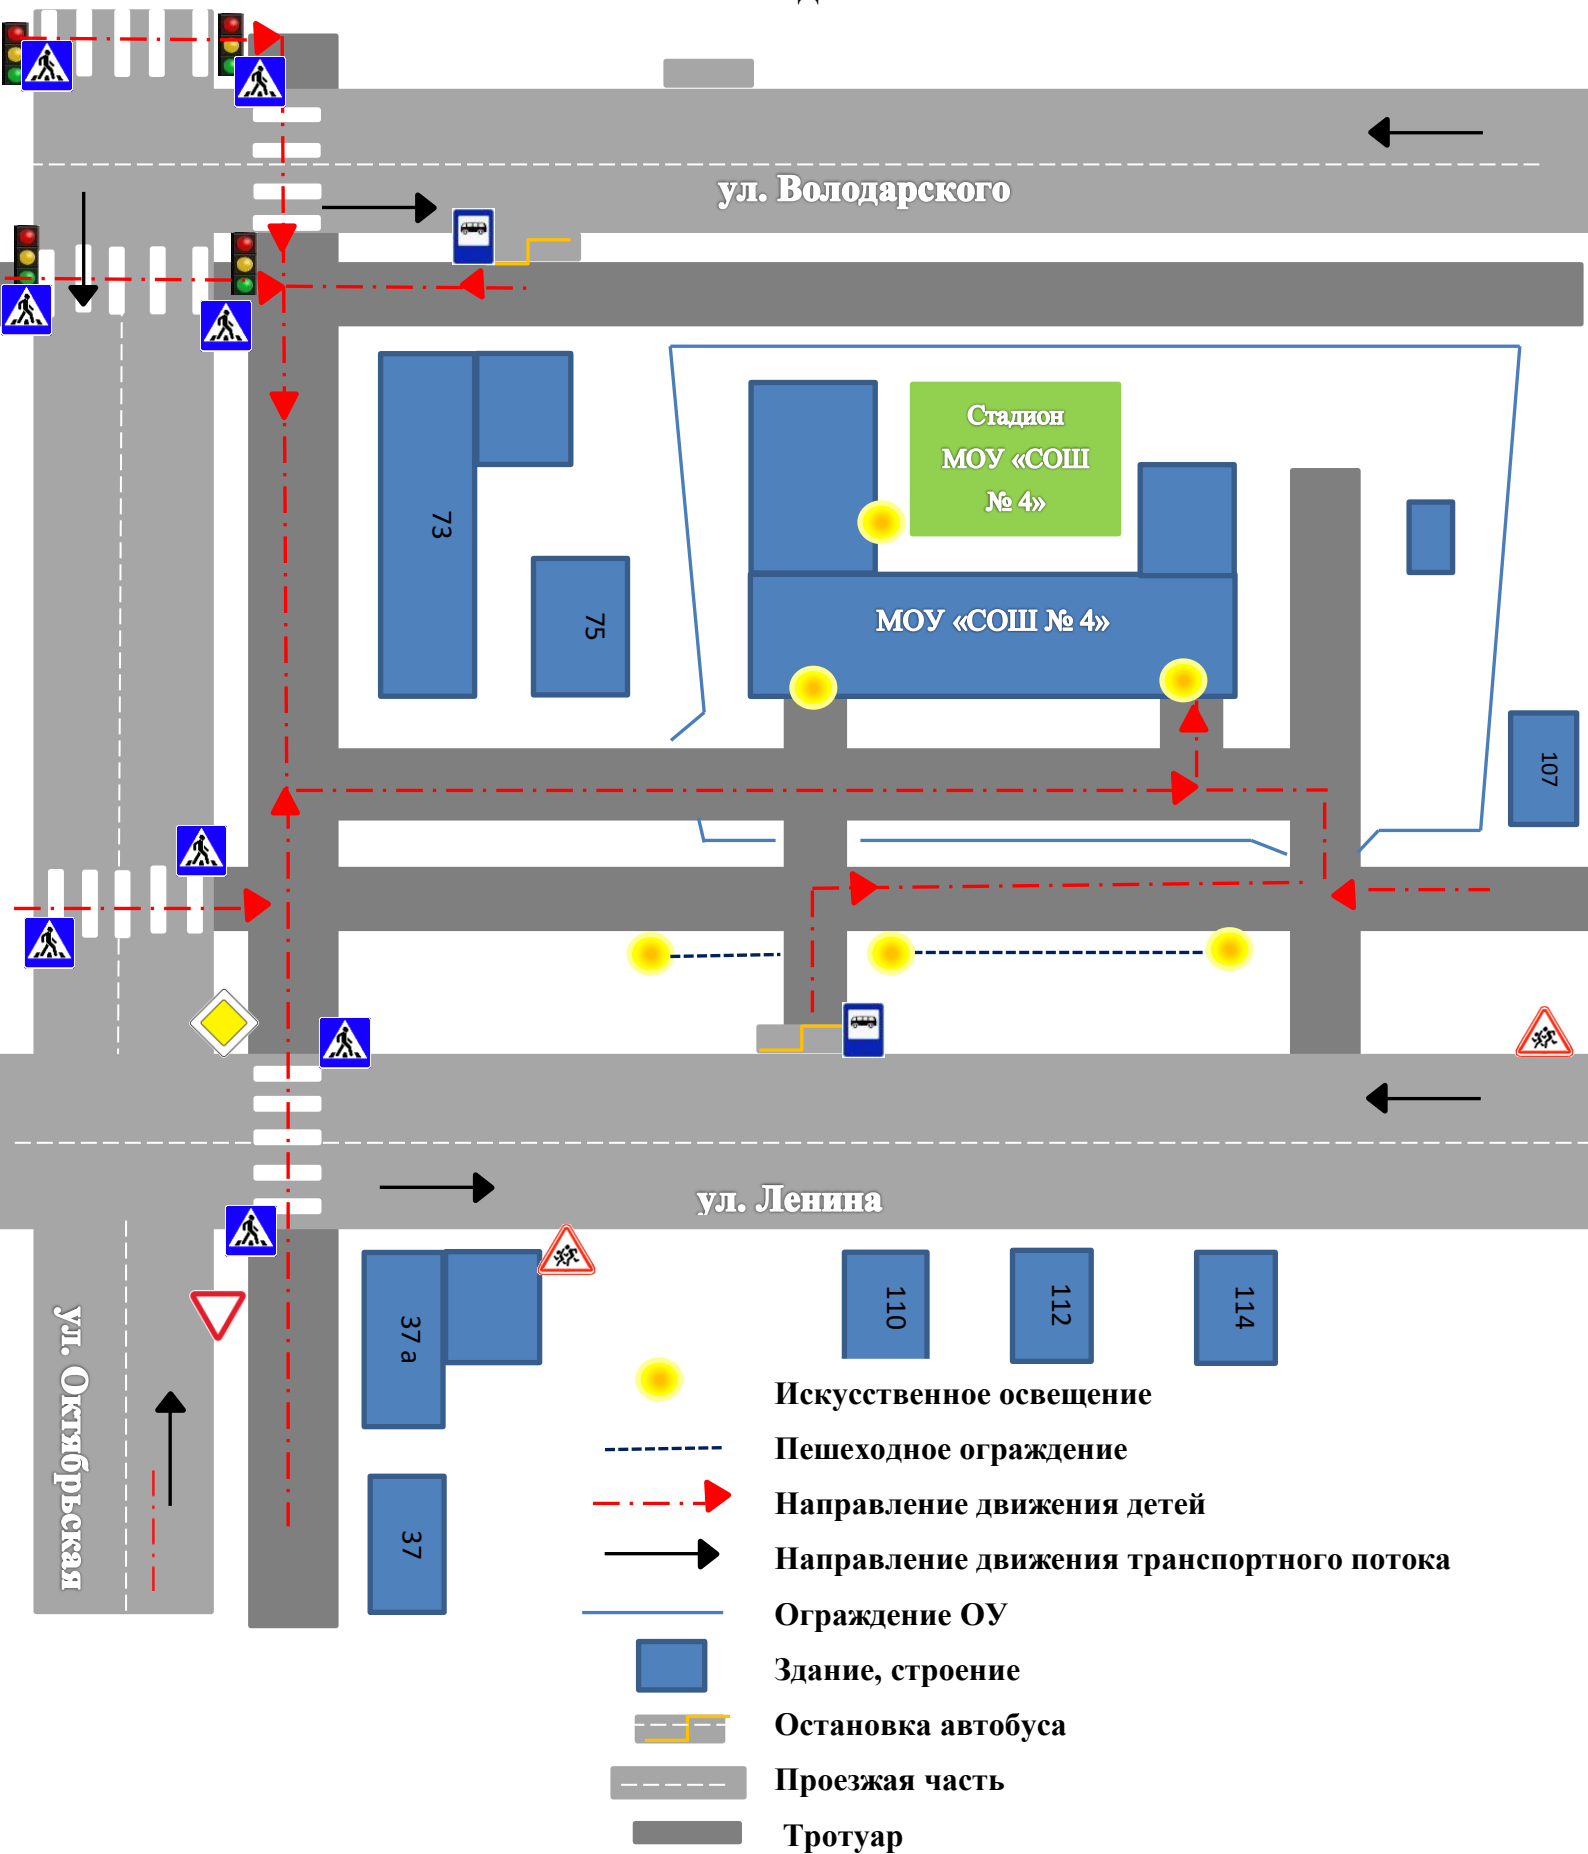 ул. Володарского
Стадион
МОУ «СОШ
№ 4»
73
75
МОУ «СОШ № 4»
107
ул. Ленина
ул. Октябрьская
37 а
110
112
114
37
Искусственное освещение
Пешеходное ограждение
Направление движения детей
Направление движения транспортного потока
Ограждение ОУ
Здание, строение
Остановка автобуса
Проезжая часть
Тротуар